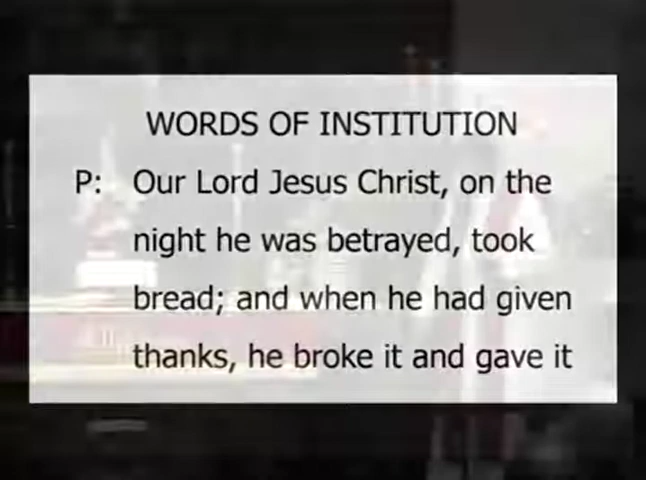 WORDS OF INSTITUTION
P: Our Lord Jesus Christ, on the
night he was betrayed, took
bread; and when he had given
thanks, he broke it and gave it